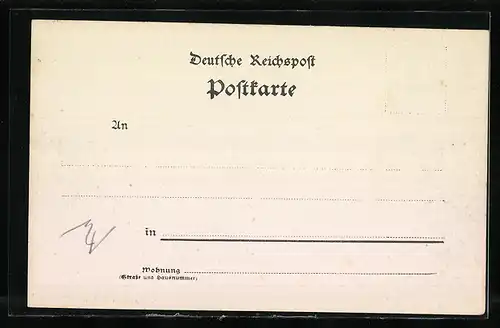 Deutsche Reichspost
Postkarte
An
in
Wohnung
(Straße und Hausnummer)